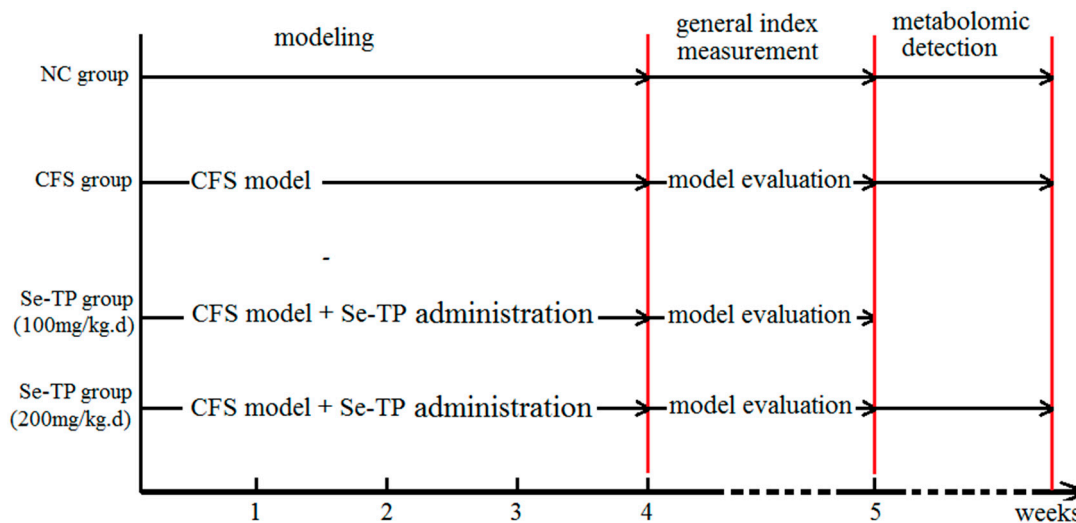 modeling
general index
measurement
metabolomic
detection
NC group
CFS group
CFS model
model evaluation
-
Se-TP group
(100mg/kg.d)
CFS model + Se-TP administration
model evaluation
Se-TP group
(200mg/kg.d)
CFS model + Se-TP administration
model evaluation
1 2 3 4 5 weeks